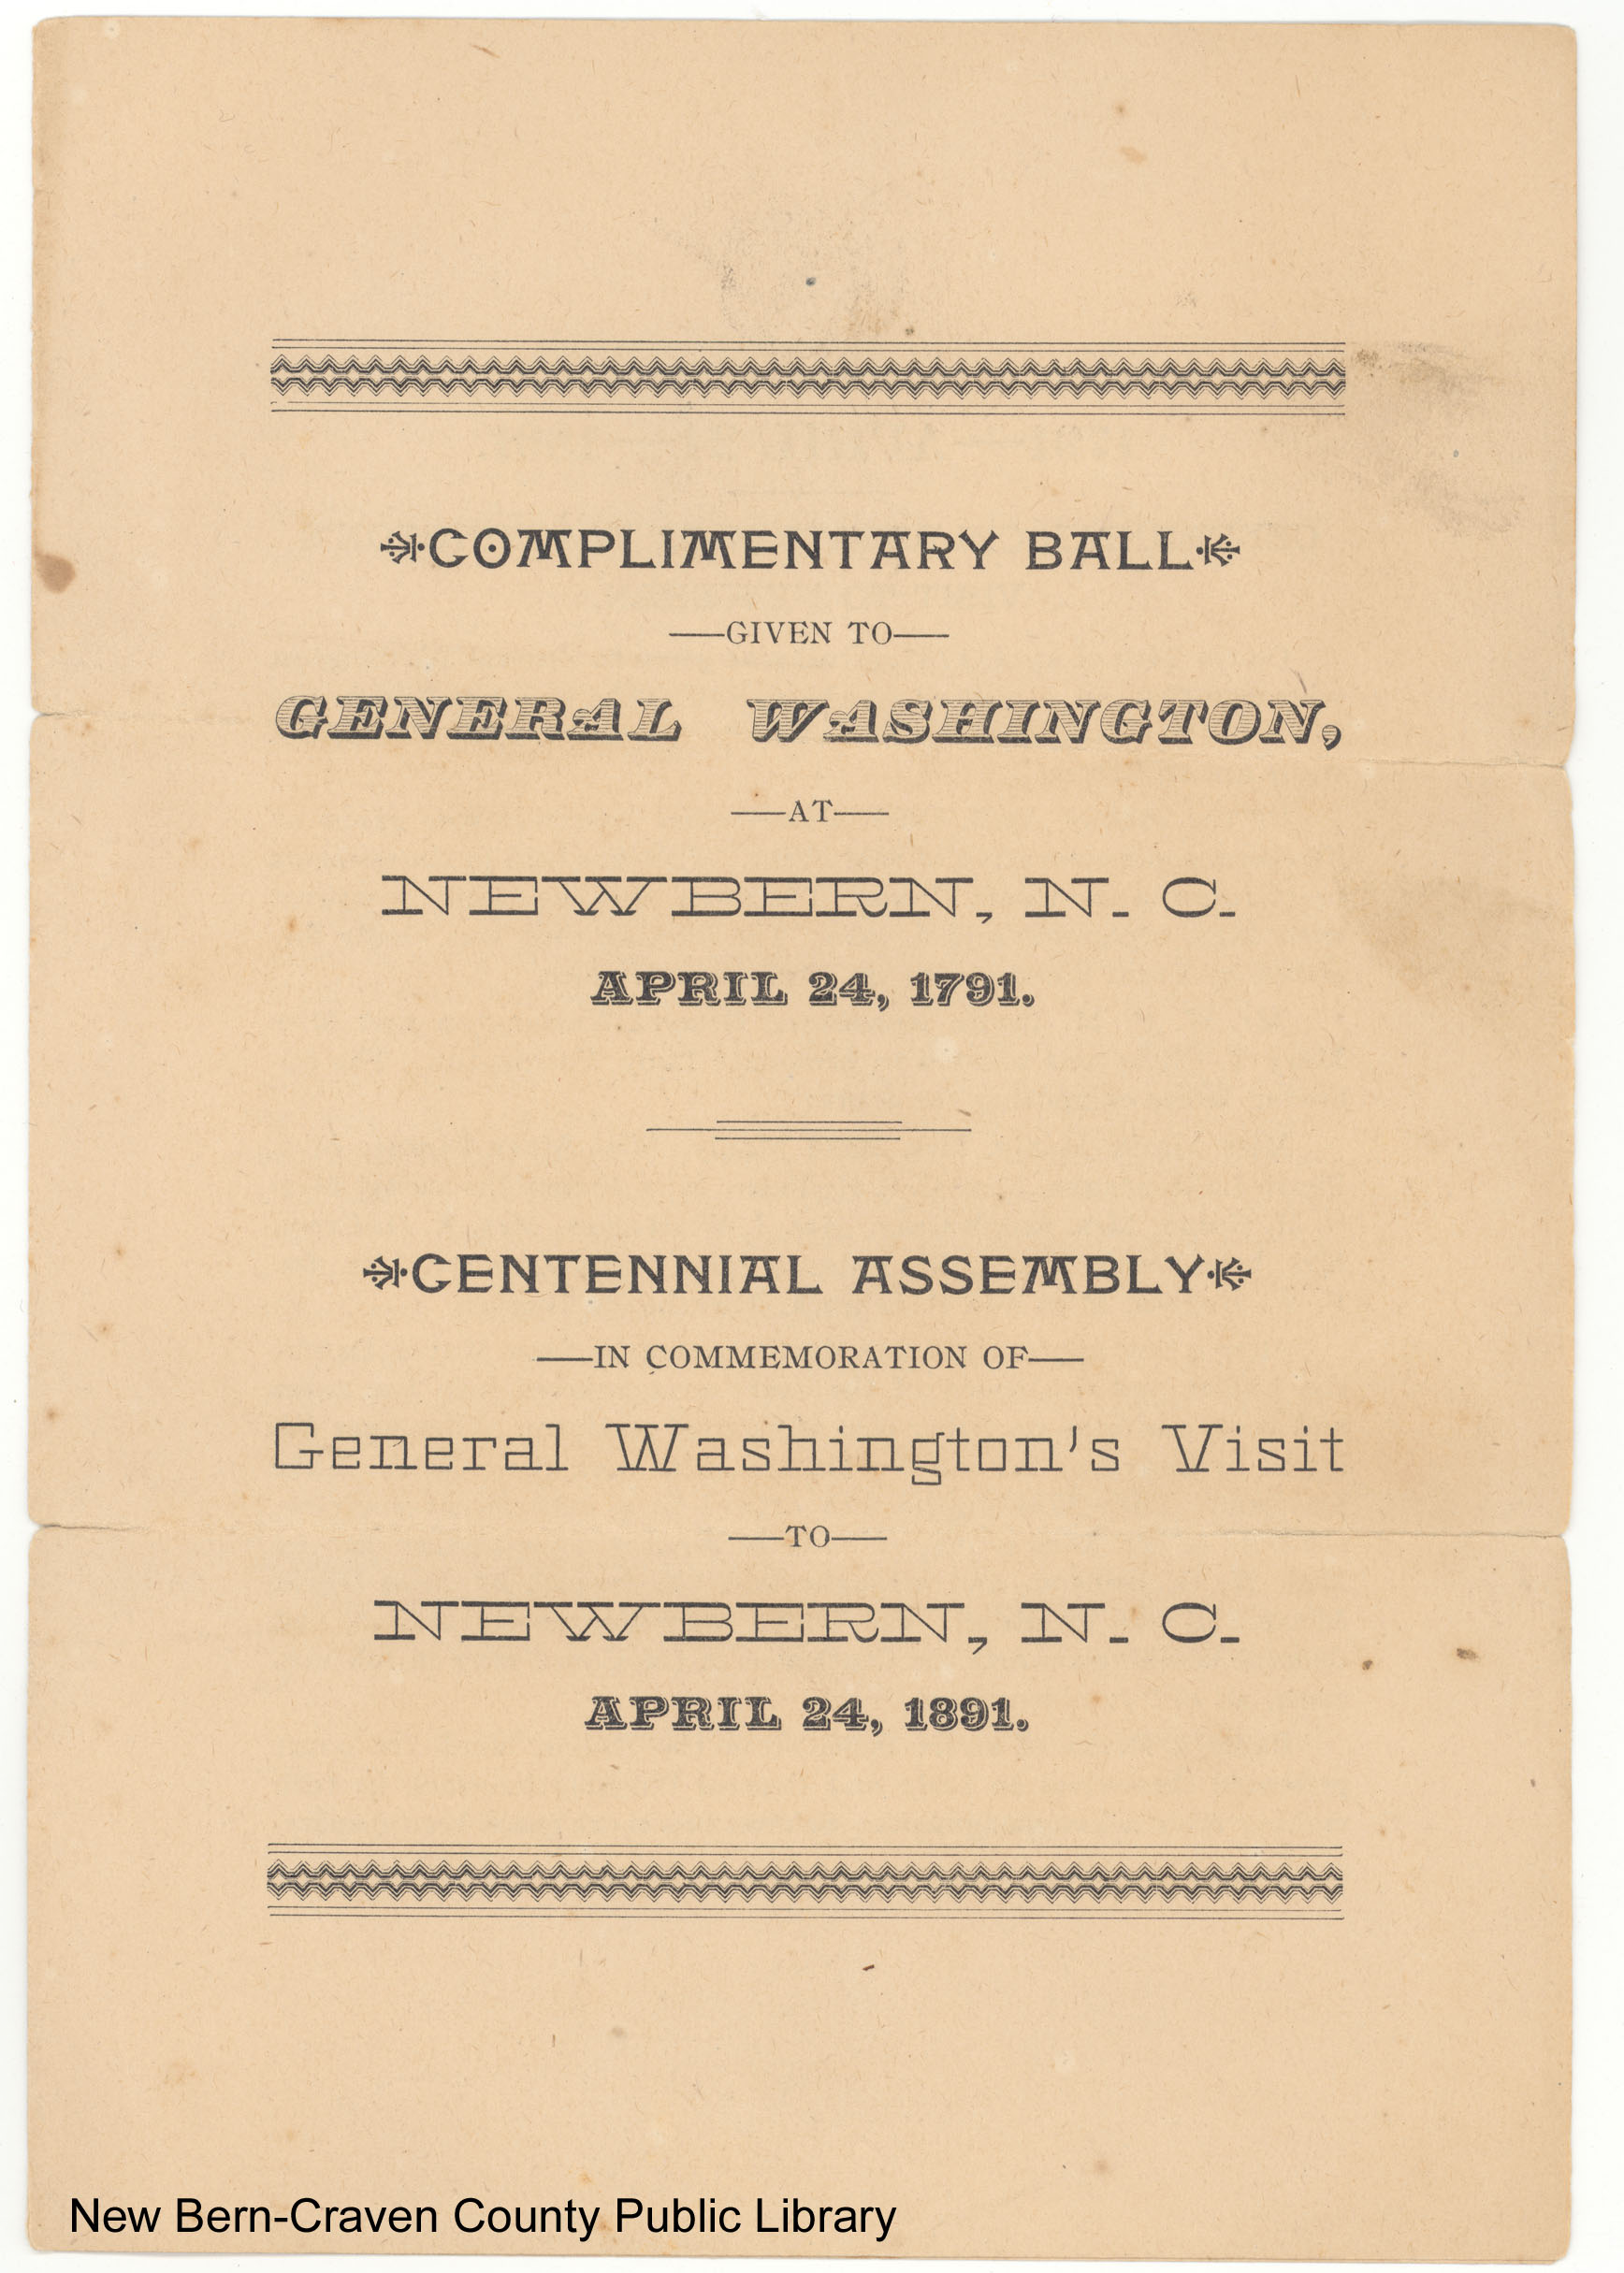 COMPLIMENTARY BALL
—GIVEN TO—
GENERAL WASHINGTON,
—AT—
NEWBERN, N. C.
APRIL 24, 1791.
CENTENNIAL ASSEMBLY
—IN COMMEMORATION OF—
General Washington's Visit
—TO—
NEWBERN, N. C.
APRIL 24, 1891.
New Bern-Craven County Public Library